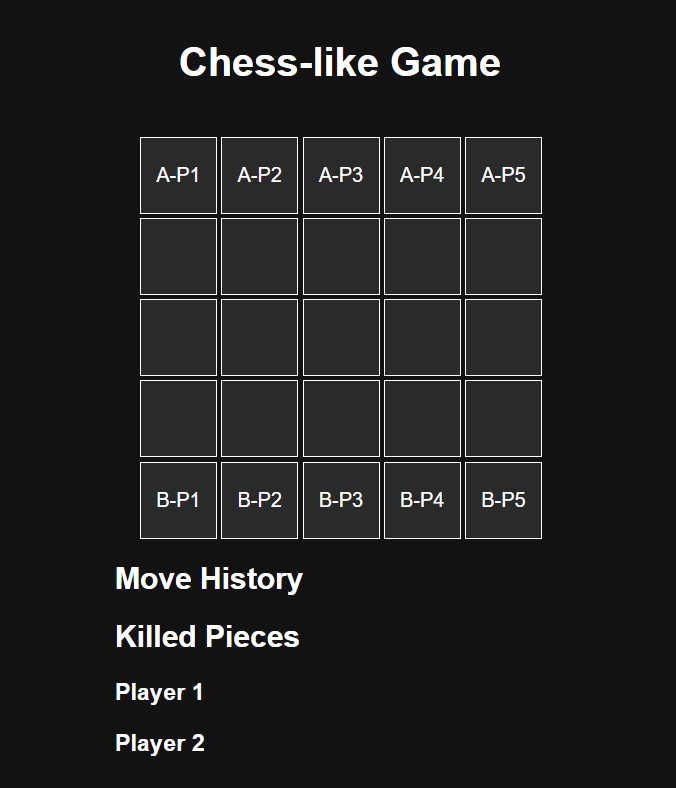 Chess-like Game
A-P1 A-P2 A-P3 A-P4 A-P5
B-P1 B-P2 B-P3 B-P4 B-P5
Move History
Killed Pieces
Player 1
Player 2